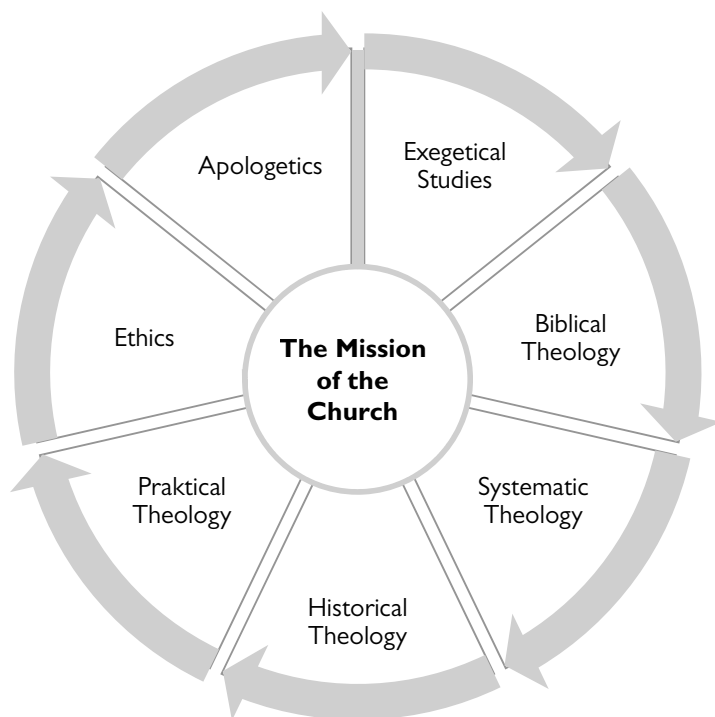 Apologetics
Exegetical
Studies
Ethics
The Mission
of the
Church
Biblical
Theology
Praktical
Theology
Systematic
Theology
Historical
Theology